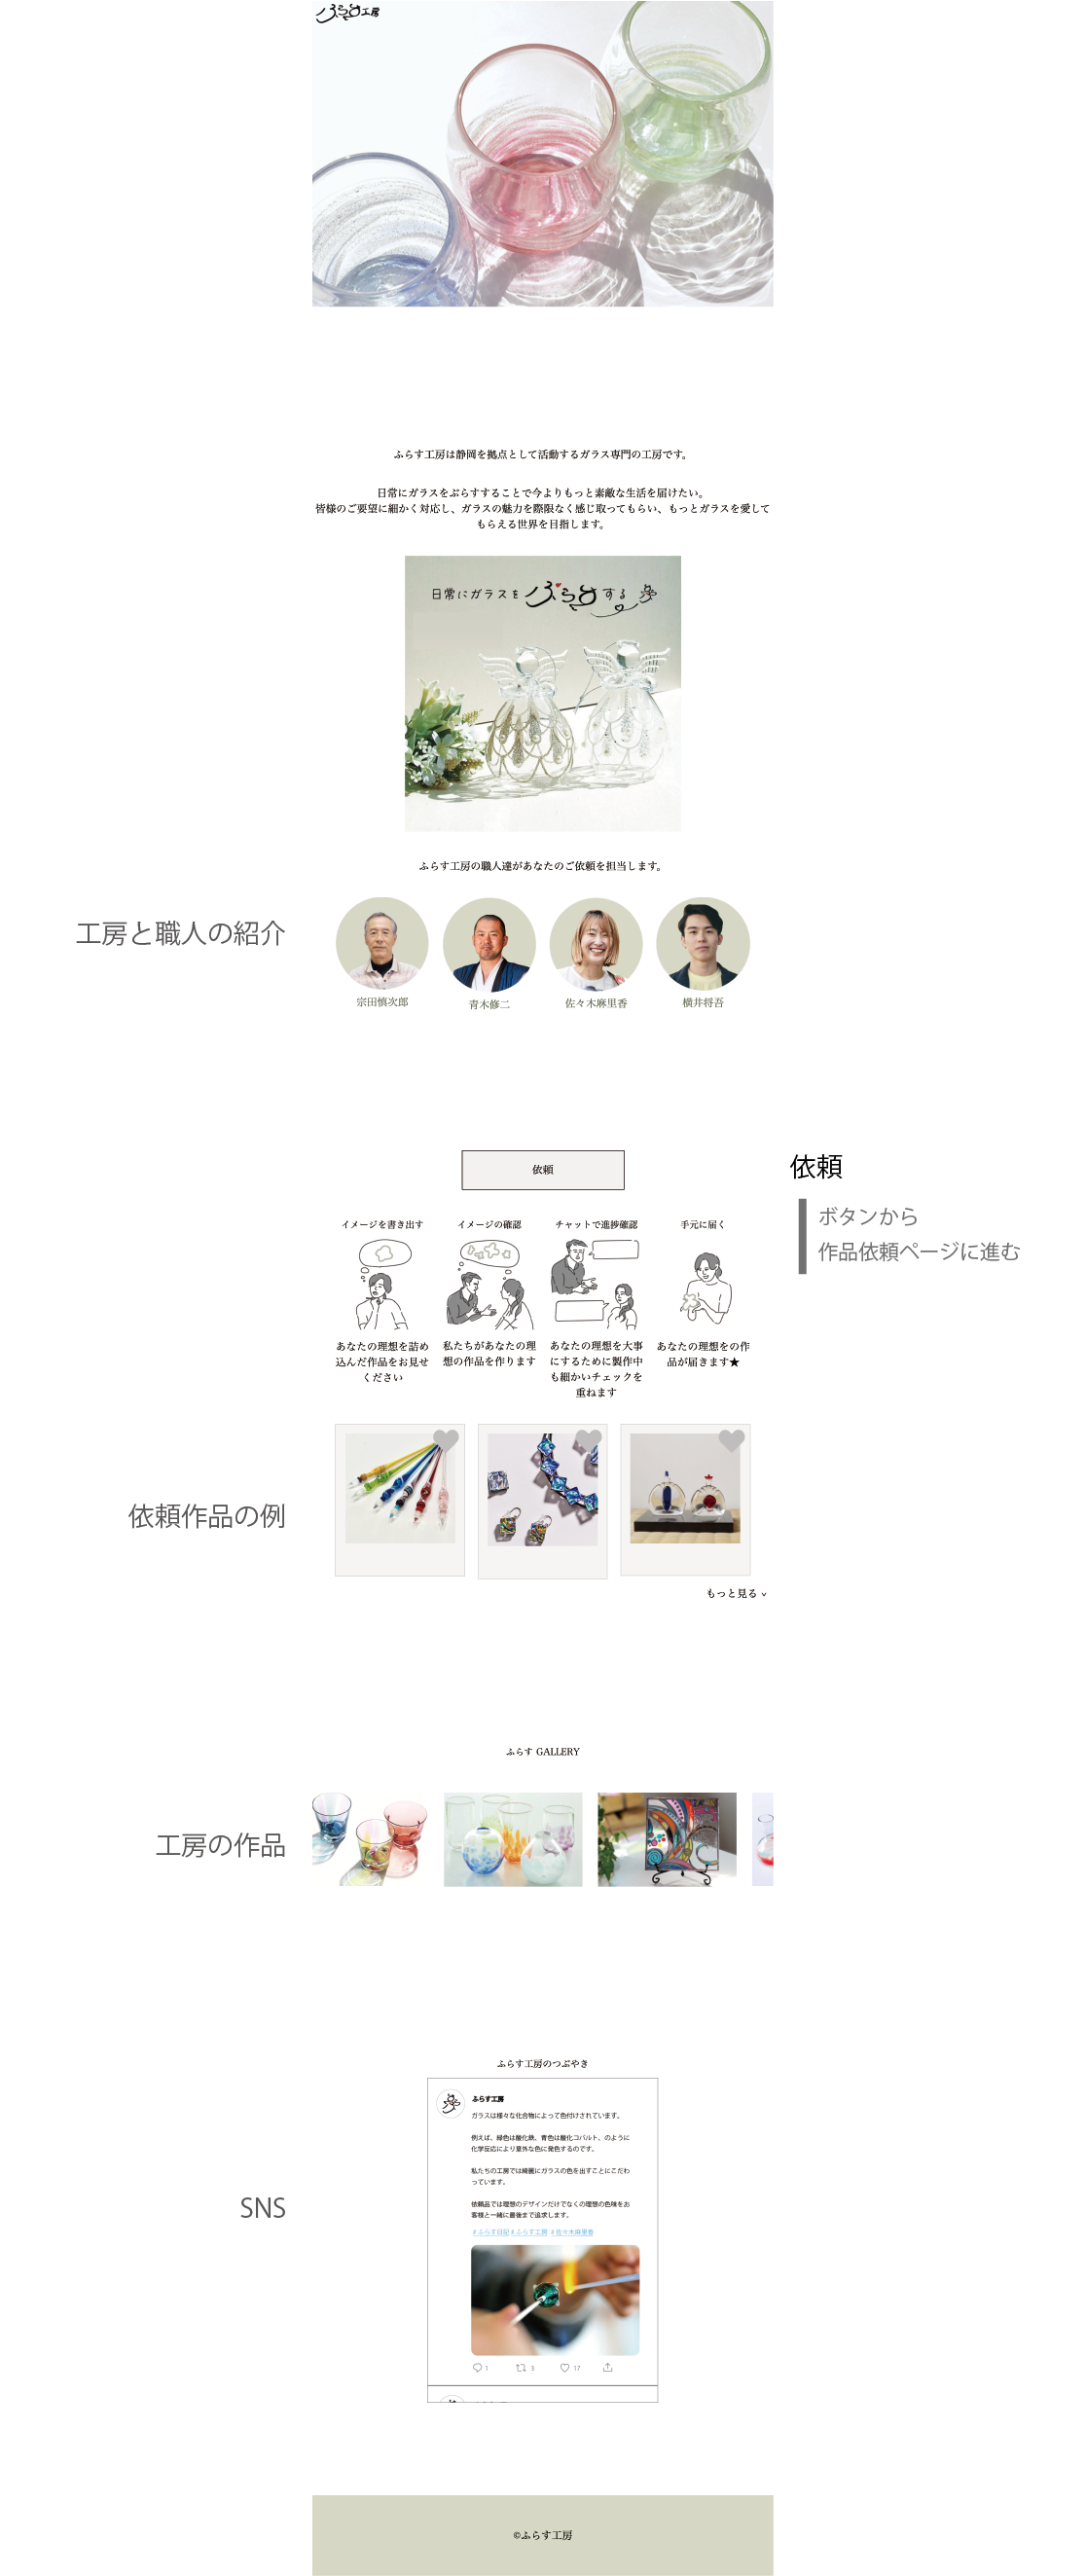 ぷらす工房
ふらす工房は静岡を拠点として活動するガラス専門の工房です。
日常にガラスをぷらすすることで今よりもっと素敵な生活を届けたい。
皆様のご要望に細かく対応し、ガラスの魅力を際限なく感じ取ってもらい、もっとガラスを愛して
もらえる世界を目指します。
日常にガラスをぷらすする
ふらす工房の職人達があなたのご依頼を担当します。
工房と職人の紹介
宗田慎次郎
青木修二
佐々木麻里香
横井将吾
依頼
依頼
ボタンから
作品依頼ページに進む
イメージを書き出す
イメージの確認
チャットで進捗確認
手元に届く
あなたの理想を詰め
込んだ作品をお見せ
ください
私たちがあなたの理
想の作品を作ります
あなたの理想を大事
にするために製作中
も細かいチェックを
重ねます
あなたの理想をの作
品が届きます★
依頼作品の例
もっと見る
ふらす GALLERY
工房の作品
ふらす工房のつぶやき
ふらす工房
ガラスは様々な化合物によって色付けされています。
例えば、緑色は酸化鉄、青色は酸化コバルト、のように
化学反応により意外な色に発色するのです。
私たちの工房では綺麗にガラスの色を出すことにこだわ
っています。
依頼品では理想のデザインだけでなくの理想の色味をお
客様と一緒に最後まで追求します。
#ふらす日記 #ふらす工房 #佐々木麻里香
1 3 17
SNS
©ふらす工房